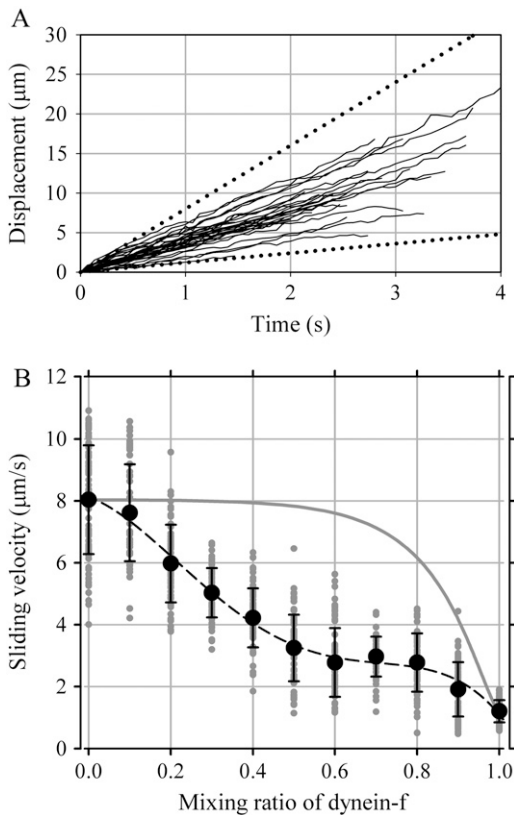 A
30
25
20
15
10
5
0
Displacement (μm)
0 1 2 3 4
Time (s)
B
12
10
8
6
4
2
0
Sliding velocity (μm/s)
0.0 0.2 0.4 0.6 0.8 1.0
Mixing ratio of dynein-f